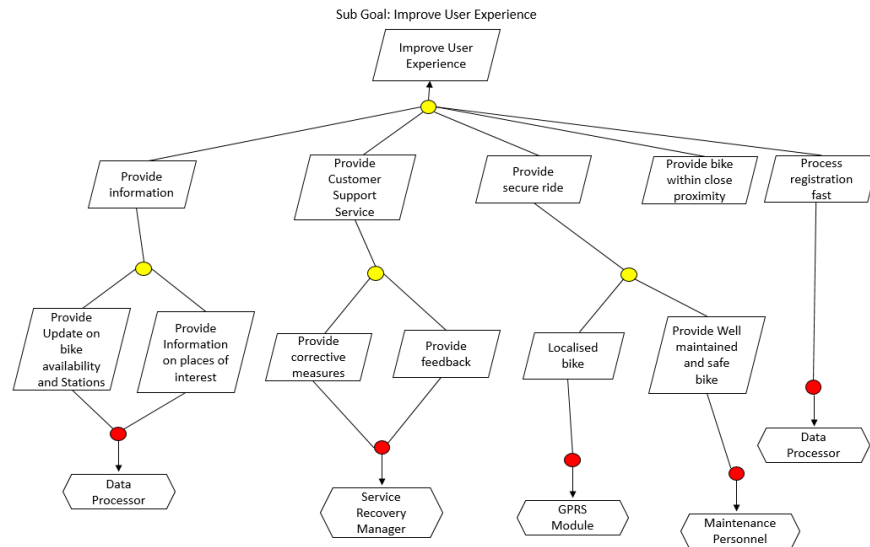 Sub Goal: Improve User Experience
Improve User
Experience
Provide
information
Provide
Customer
Support
Service
Provide
secure ride
Provide bike
within close
proximity
Process
registration
fast
Provide
Update on
bike
availability
and Stations
Provide
Information
on places of
interest
Provide
corrective
measures
Provide
feedback
Localised
bike
Provide Well
maintained
and safe
bike
Data
Processor
Service
Recovery
Manager
GPRS
Module
Maintenance
Personnel
Data
Processor